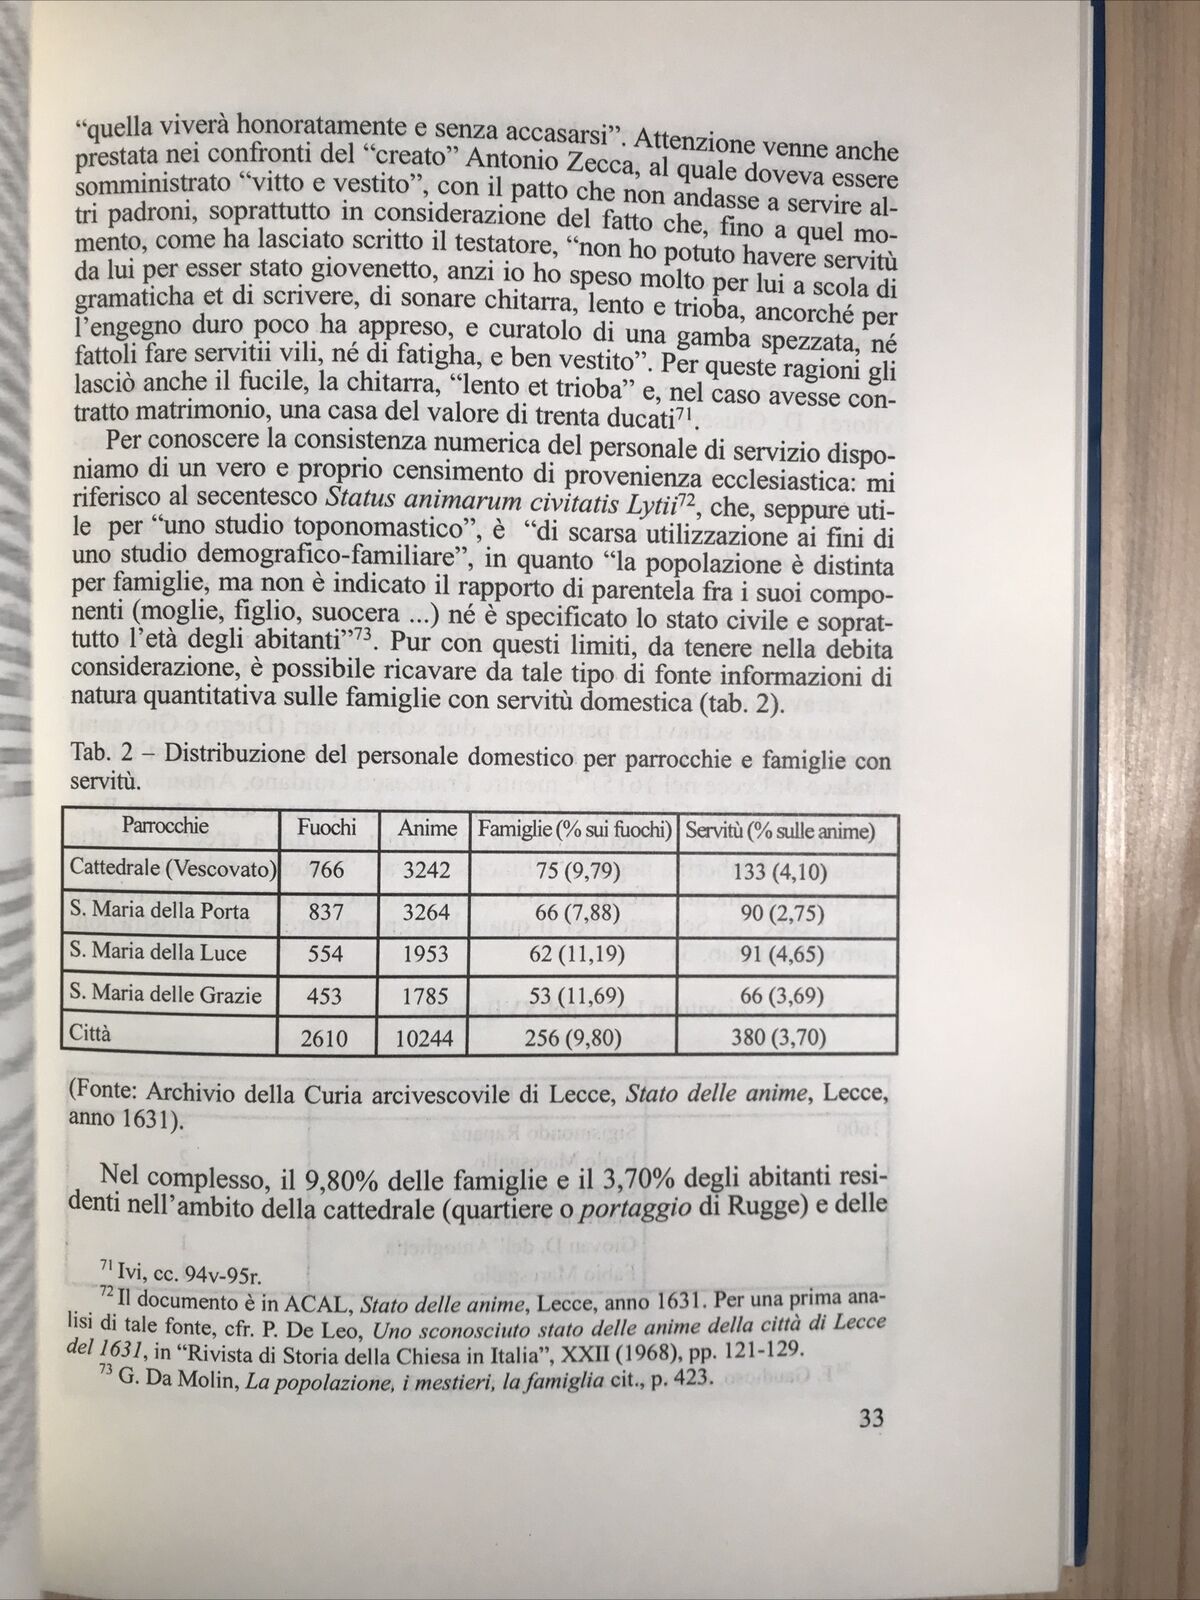 “quella viverà honoratamente e senza accasarsi”. Attenzione venne anche
prestata nei confronti del “creato” Antonio Zecca, al quale doveva essere
somministrato “vitto e vestito”, con il patto che non andasse a servire al-
tri padroni, soprattutto in considerazione del fatto che, fino a quel mo-
mento, come ha lasciato scritto il testatore, “non ho potuto havere servitù
da lui per esser stato giovenetto, anzi io ho speso molto per lui a scola di
gramaticha et di scrivere, di sonare chitarra, lento e trioba, ancorché per
l’engegno duro poco ha appreso, e curatolo di una gamba spezzata, né
fattoli fare servitii vili, né di fatigha, e ben vestito”. Per queste ragioni gli
lasciò anche il fucile, la chitarra, “lento et trioba” e, nel caso avesse con-
tratto matrimonio, una casa del valore di trenta ducati71.
Per conoscere la consistenza numerica del personale di servizio dispo-
niamo di un vero e proprio censimento di provenienza ecclesiastica: mi
riferisco al secentesco Status animarum civitatis Lytii72, che, seppure uti-
le per “uno studio toponomastico”, è “di scarsa utilizzazione ai fini di
uno studio demografico-familiare”, in quanto “la popolazione è distinta
per famiglie, ma non è indicato il rapporto di parentela fra i suoi compo-
nenti (moglie, figlio, suocera ...) né è specificato lo stato civile e soprat-
tutto l’età degli abitanti”73. Pur con questi limiti, da tenere nella debita
considerazione, è possibile ricavare da tale tipo di fonte informazioni di
natura quantitativa sulle famiglie con servitù domestica (tab. 2).
Tab. 2 – Distribuzione del personale domestico per parrocchie e famiglie con
servitù.
Parrocchie Fuochi Anime Famiglie (% sui fuochi) Servitù (% sulle anime)
Cattedrale (Vescovato) 766 3242 75 (9,79) 133 (4,10)
S. Maria della Porta 837 3264 66 (7,88) 90 (2,75)
S. Maria della Luce 554 1953 62 (11,19) 91 (4,65)
S. Maria delle Grazie 453 1785 53 (11,69) 66 (3,69)
Città 2610 10244 256 (9,80) 380 (3,70)
(Fonte: Archivio della Curia arcivescovile di Lecce, Stato delle anime, Lecce,
anno 1631).
Nel complesso, il 9,80% delle famiglie e il 3,70% degli abitanti resi-
denti nell’ambito della cattedrale (quartiere o portaggio di Rugge) e delle
71 Ivi, cc. 94v-95r.
72 Il documento è in ACAL, Stato delle anime, Lecce, anno 1631. Per una prima ana-
lisi di tale fonte, cfr. P. De Leo, Uno sconosciuto stato delle anime della città di Lecce
del 1631, in “Rivista di Storia della Chiesa in Italia”, XXII (1968), pp. 121-129.
73 G. Da Molin, La popolazione, i mestieri, la famiglia cit., p. 423.
33